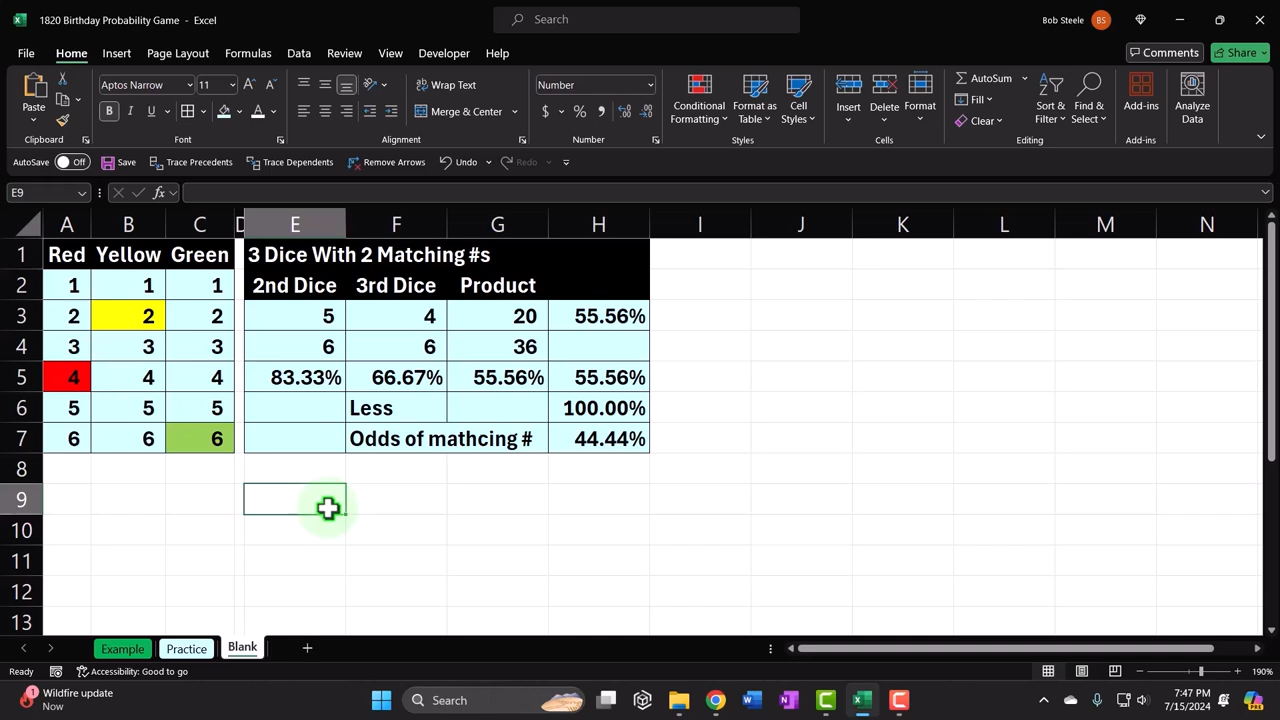 1820 Birthday Probability Game - Excel
Search
Bob Steele BS
File Home Insert Page Layout Formulas Data Review View Developer Help Comments Share
Paste
Aptos Narrow 11
Wrap Text
Number
Conditional Formatting
Format as Table
Cell Styles
Insert
Delete
Format
AutoSum
Fill
Clear
Sort & Filter
Find & Select
Add-ins
Analyze Data
B I U
Merge & Center
$ % ,
Clipboard Font Alignment Number Styles Cells Editing Add-ins
AutoSave Off Save Trace Precedents Trace Dependents Remove Arrows Undo Redo
E9 fx
A B C D E F G H I J K L M N
1 Red Yellow Green 3 Dice With 2 Matching #s
2 1 1 1 2nd Dice 3rd Dice Product
3 2 2 2 5 4 20 55.56%
4 3 3 3 6 6 36
5 4 4 4 83.33% 66.67% 55.56% 55.56%
6 5 5 5 Less 100.00%
7 6 6 6 Odds of mathcing # 44.44%
8
9
10
11
12
13
Example Practice Blank
Ready Accessibility: Good to go 190%
1 Wildfire update
Now
Search
7:47 PM
7/15/2024